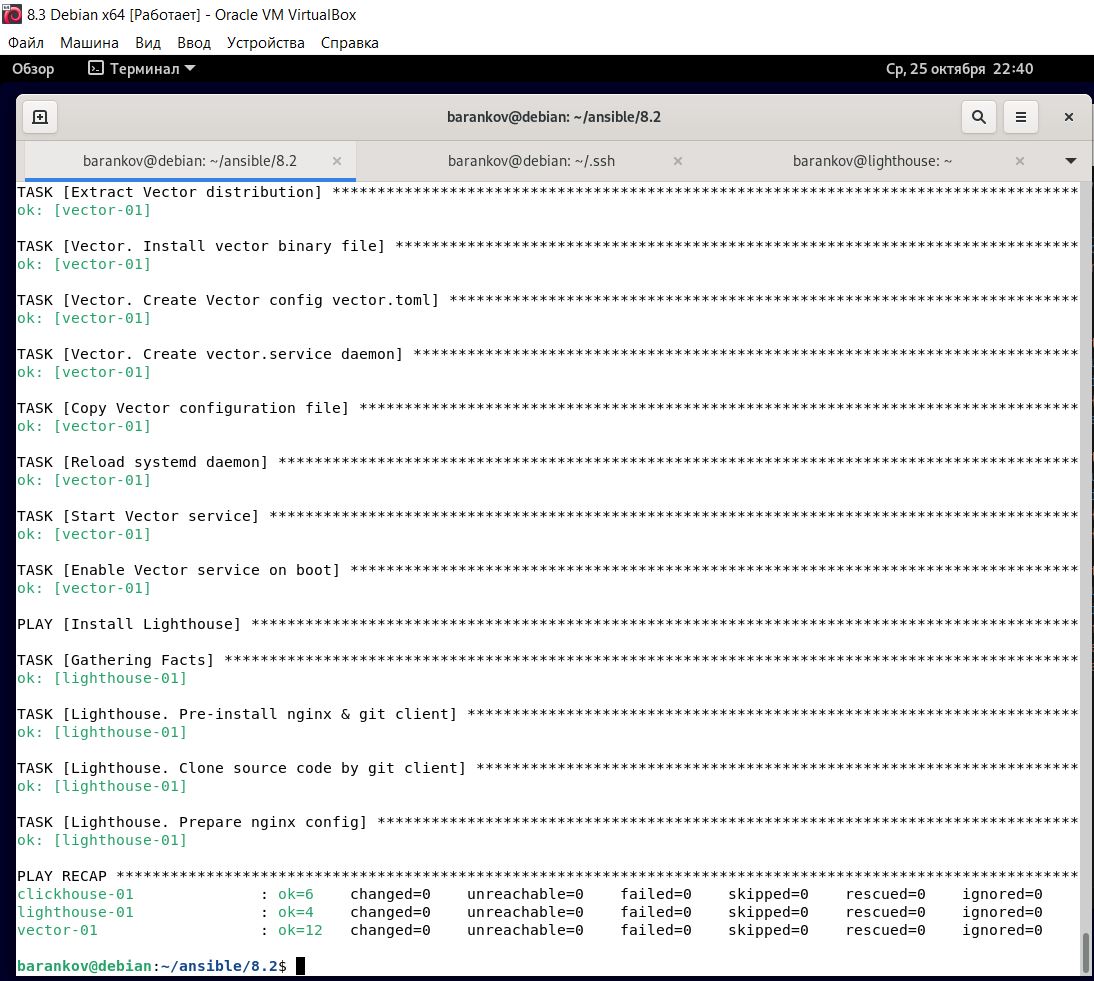 8.3 Debian x64 [Работает] - Oracle VM VirtualBox
Файл Машина Вид Ввод Устройства Справка
Обзор Терминал Ср, 25 октября 22:40
barankov@debian: ~/ansible/8.2
barankov@debian: ~/ansible/8.2 × barankov@debian: ~/.ssh × barankov@lighthouse: ~ ×
TASK [Extract Vector distribution] ***********************************************************************************
ok: [vector-01]
TASK [Vector. Install vector binary file] ****************************************************************************
ok: [vector-01]
TASK [Vector. Create Vector config vector.toml] **********************************************************************
ok: [vector-01]
TASK [Vector. Create vector.service daemon] **************************************************************************
ok: [vector-01]
TASK [Copy Vector configuration file] ********************************************************************************
ok: [vector-01]
TASK [Reload systemd daemon] *****************************************************************************************
ok: [vector-01]
TASK [Start Vector service] ******************************************************************************************
ok: [vector-01]
TASK [Enable Vector service on boot] *********************************************************************************
ok: [vector-01]
PLAY [Install Lighthouse] ********************************************************************************************
TASK [Gathering Facts] ***********************************************************************************************
ok: [lighthouse-01]
TASK [Lighthouse. Pre-install nginx & git client] ********************************************************************
ok: [lighthouse-01]
TASK [Lighthouse. Clone source code by git client] *******************************************************************
ok: [lighthouse-01]
TASK [Lighthouse. Prepare nginx config] ******************************************************************************
ok: [lighthouse-01]
PLAY RECAP ***********************************************************************************************************
clickhouse-01 : ok=6 changed=0 unreachable=0 failed=0 skipped=0 rescued=0 ignored=0
lighthouse-01 : ok=4 changed=0 unreachable=0 failed=0 skipped=0 rescued=0 ignored=0
vector-01 : ok=12 changed=0 unreachable=0 failed=0 skipped=0 rescued=0 ignored=0
barankov@debian:~/ansible/8.2$